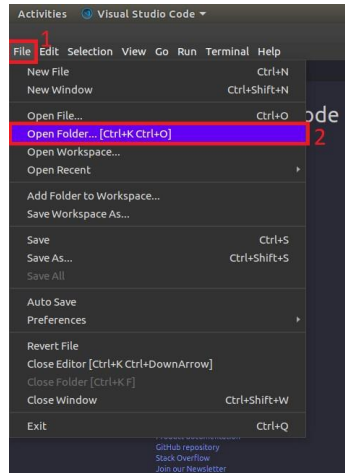 Activities Visual Studio Code
1
File Edit Selection View Go Run Terminal Help
New File Ctrl+N
New Window Ctrl+Shift+N
Open File... Ctrl+O
ode
Open Folder... [Ctrl+K Ctrl+O]
2
Open Workspace...
Open Recent
Add Folder to Workspace...
Save Workspace As...
Save Ctrl+S
Save As... Ctrl+Shift+S
Save All
Auto Save
Preferences
Revert File
Close Editor [Ctrl+K Ctrl+DownArrow]
Close Folder [Ctrl+K F]
Close Window Ctrl+Shift+W
Exit Ctrl+Q
GitHub repository
Stack Overflow
Join our Newsletter